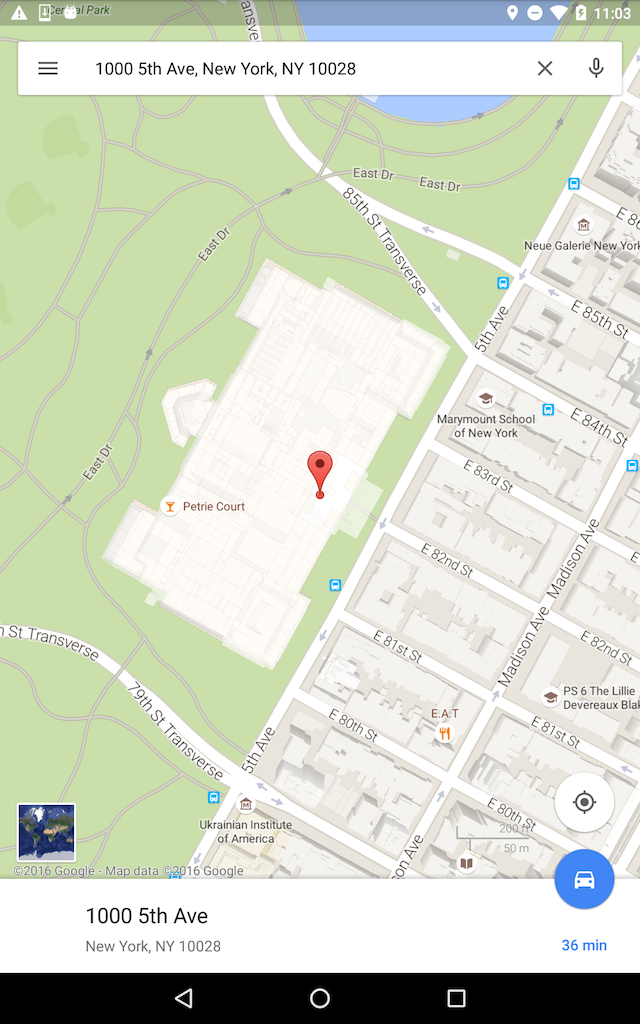 Central Park
11:03
1000 5th Ave, New York, NY 10028
East Dr
East Dr
85th St Transverse
East Dr
Neue Galerie New York
E 85th St
5th Ave
Marymount School
of New York
E 84th St
East Dr
E 83rd St
Petrie Court
E 82nd St
Madison Ave
Madison Ave
E 82nd St
E 81st St
St Transverse
79th St Transverse
PS 6 The Lillie
Devereaux Blak
E.A.T
E 80th St
E 81st St
5th Ave
E 80th St
Ukrainian Institute
of America
200 ft
50 m
©2016 Google - Map data ©2016 Google
1000 5th Ave
New York, NY 10028
36 min